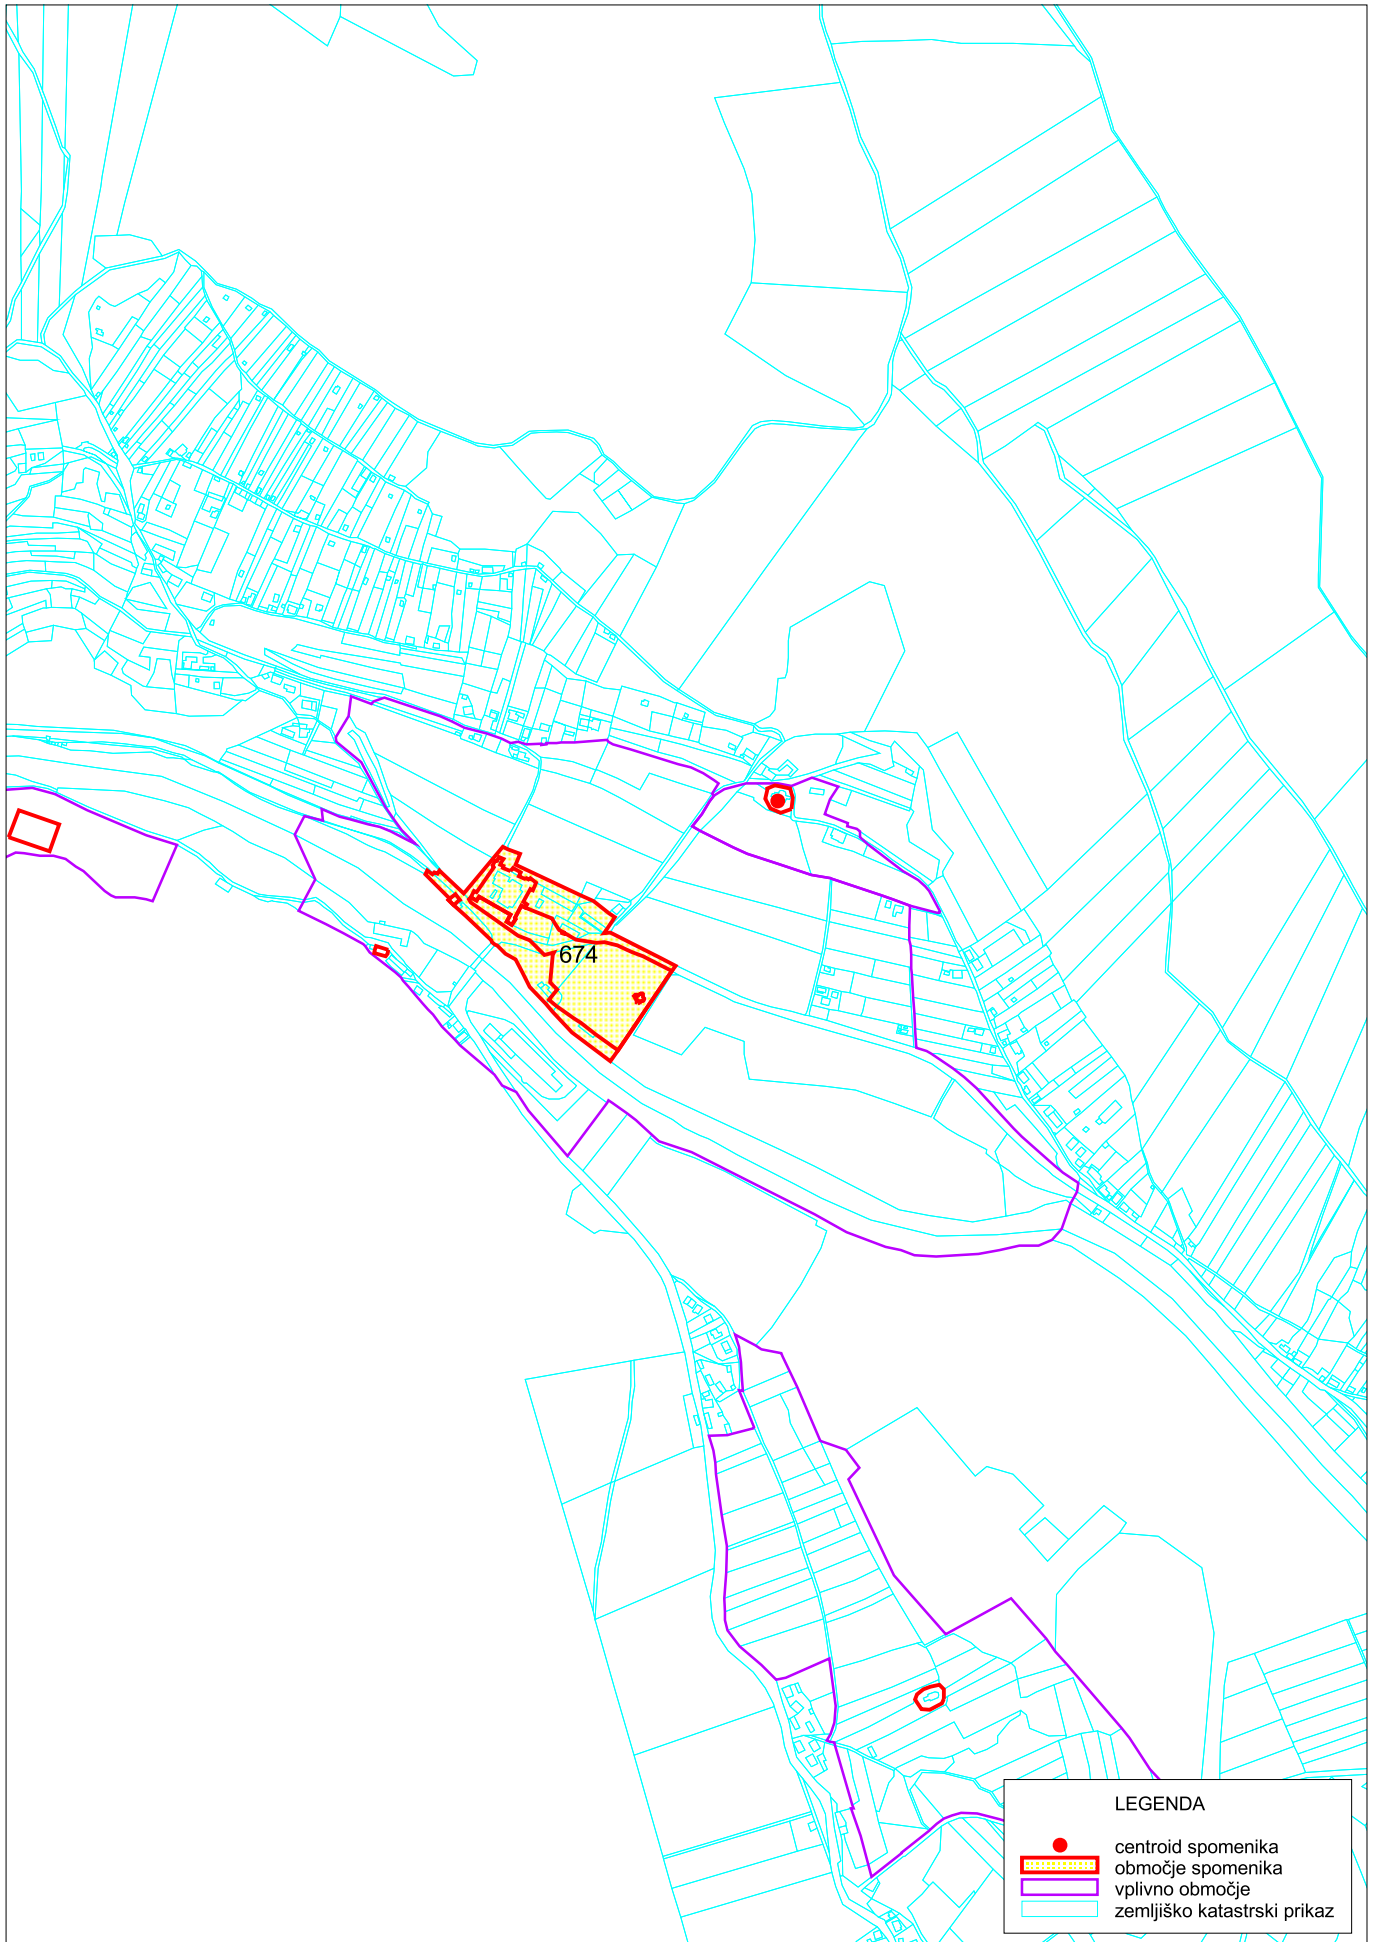 674
LEGENDA
centroid spomenika
območje spomenika
vplivno območje
zemljiško katastrski prikaz